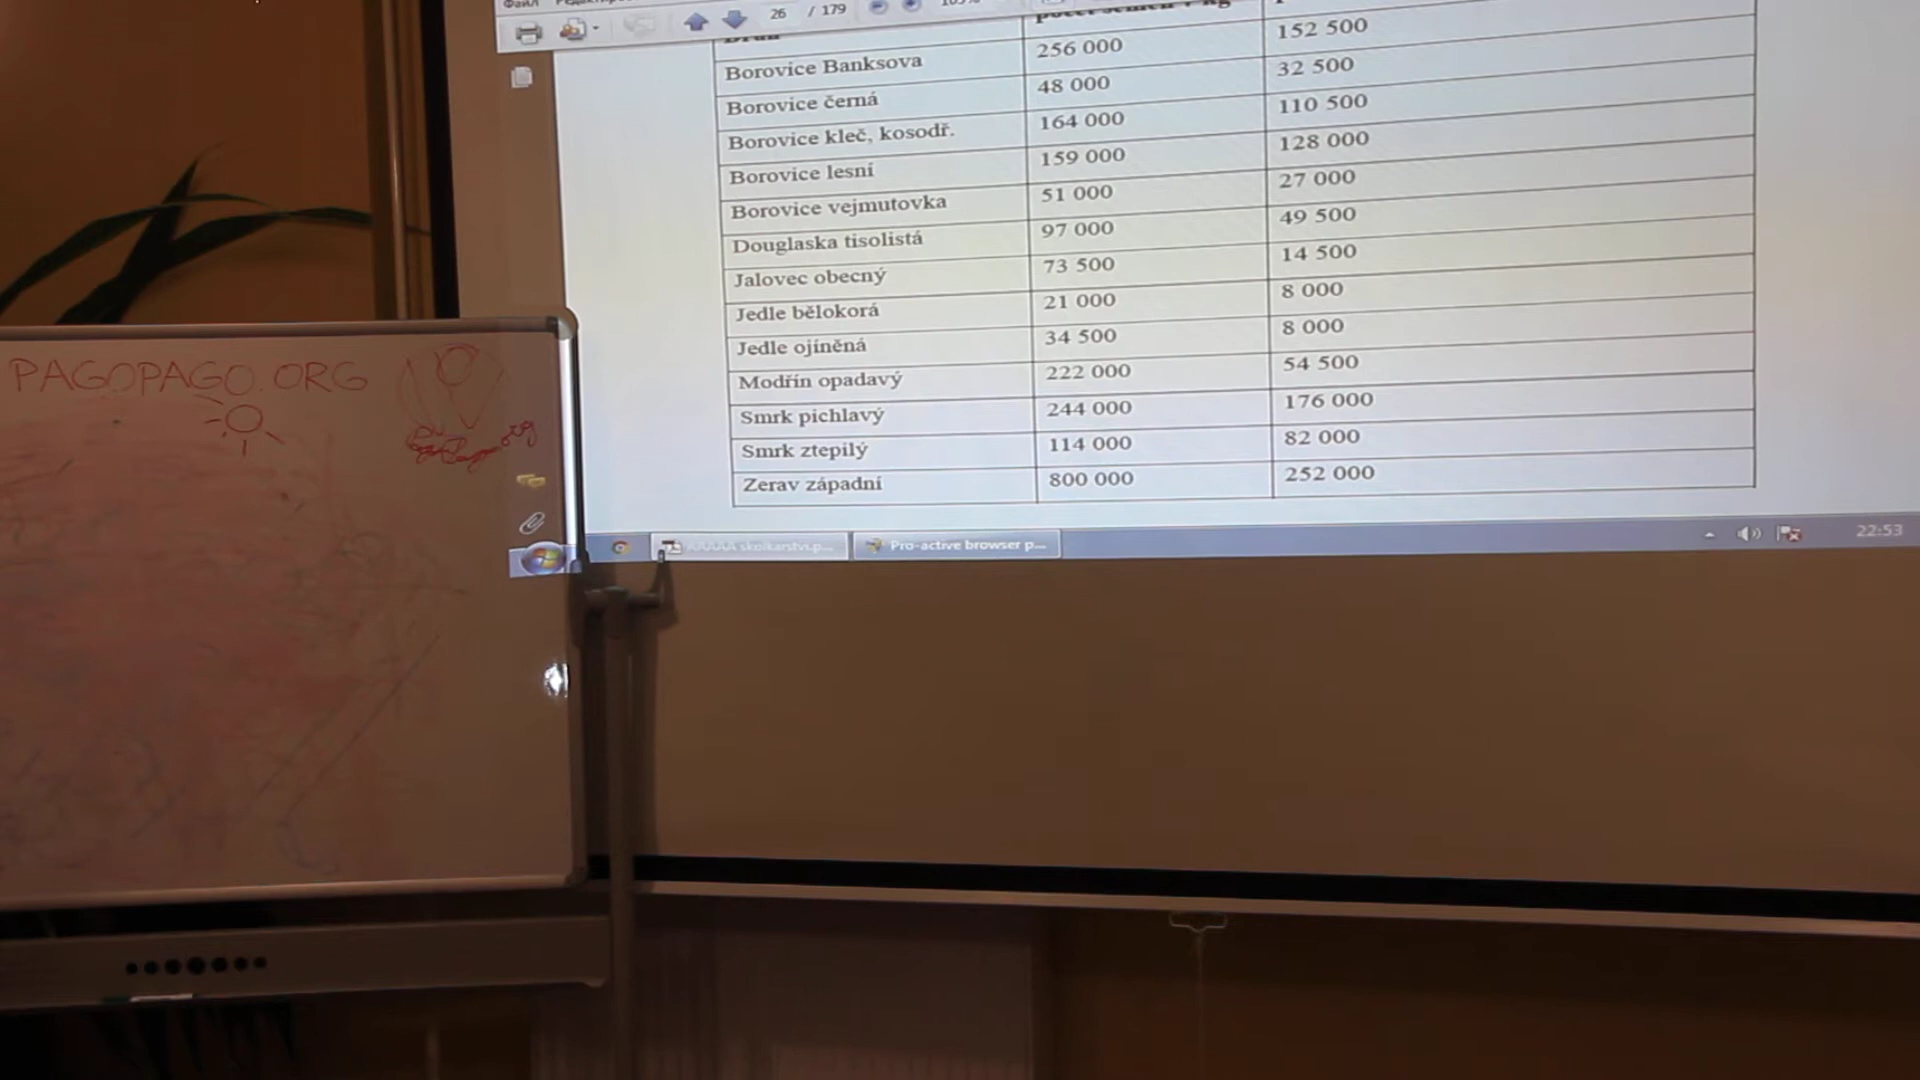 Файл
26 / 179
Druh
Borovice Banksova 256 000 152 500
Borovice černá 48 000 32 500
Borovice kleč, kosodř. 164 000 110 500
Borovice lesní 159 000 128 000
Borovice vejmutovka 51 000 27 000
Douglaska tisolistá 97 000 49 500
Jalovec obecný 73 500 14 500
Jedle bělokorá 21 000 8 000
Jedle ojíněná 34 500 8 000
Modřín opadavý 222 000 54 500
Smrk pichlavý 244 000 176 000
Smrk ztepilý 114 000 82 000
Zerav západní 800 000 252 000
Pro-active browser p...
22:53
PAGOPAGO.ORG